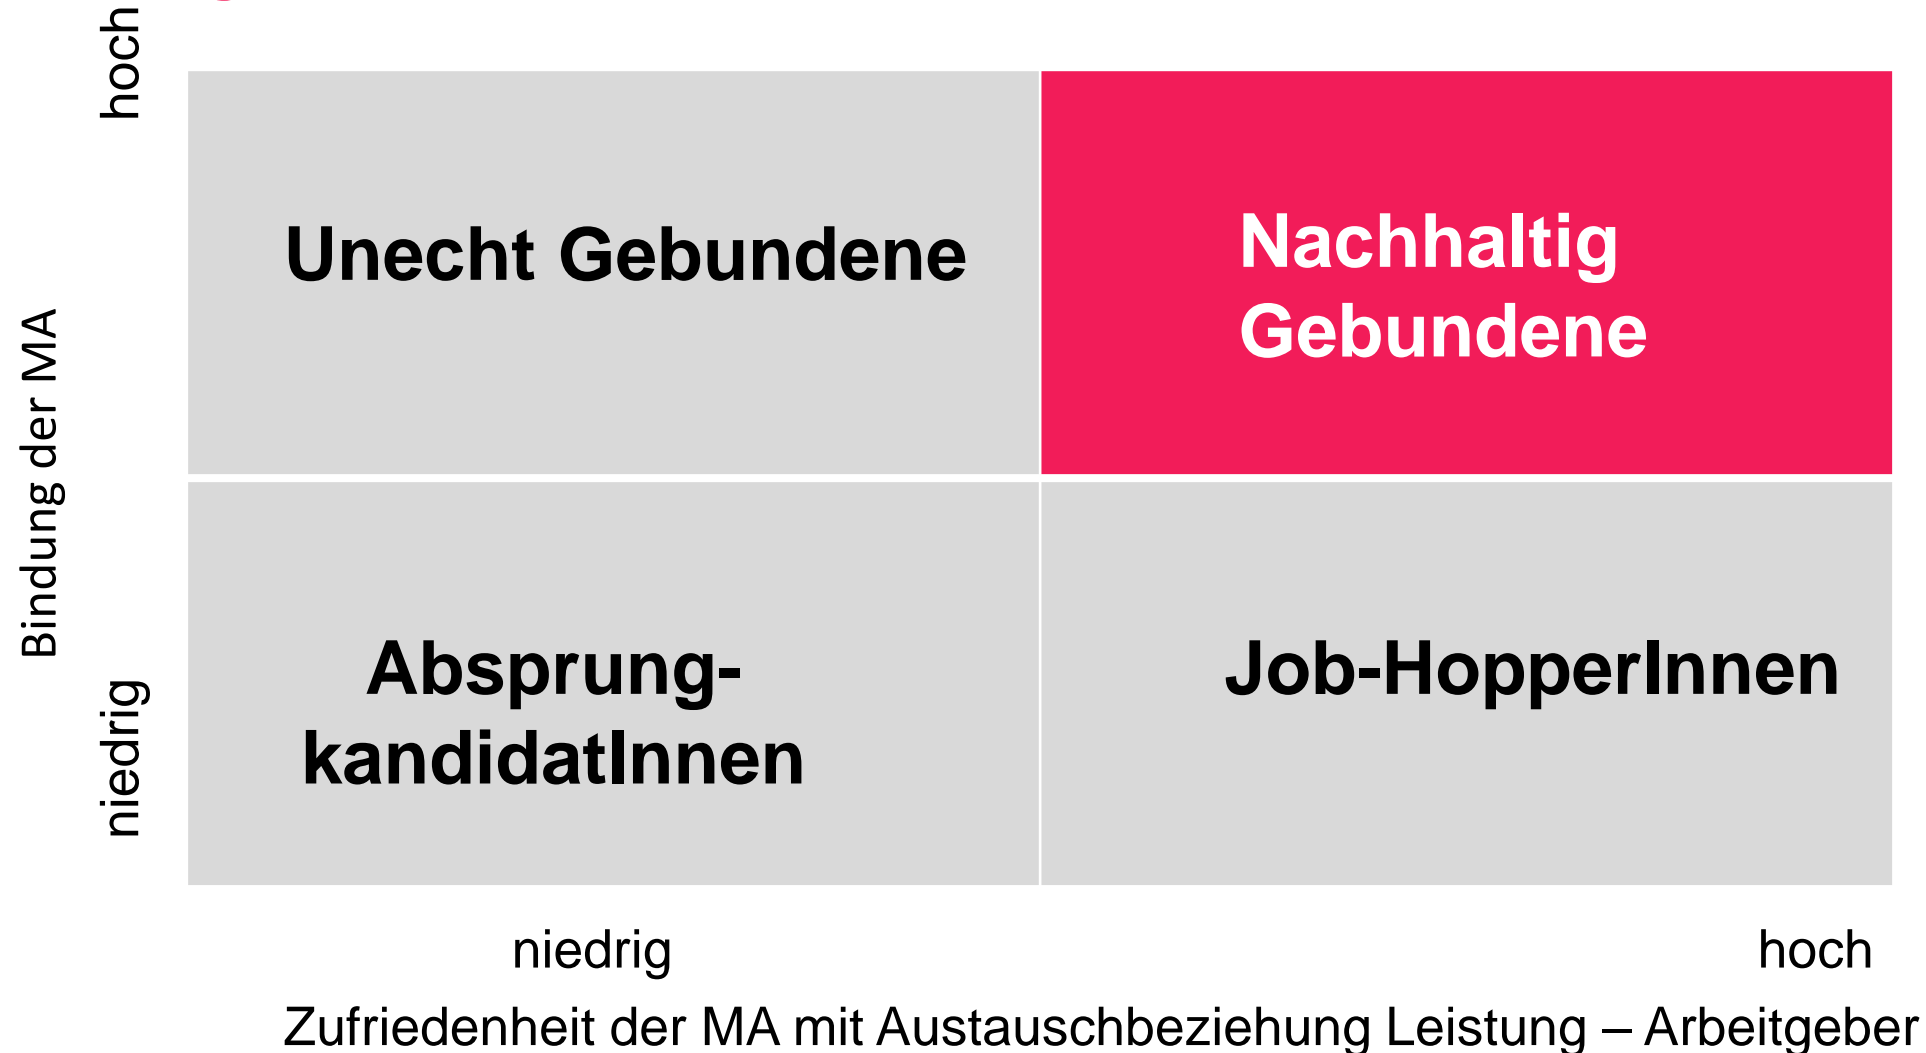 hoch
Unecht Gebundene
Nachhaltig
Gebundene
Bindung der MA
niedrig
Absprung-
kandidatInnen
Job-HopperInnen
niedrig
hoch
Zufriedenheit der MA mit Austauschbeziehung Leistung – Arbeitgeber